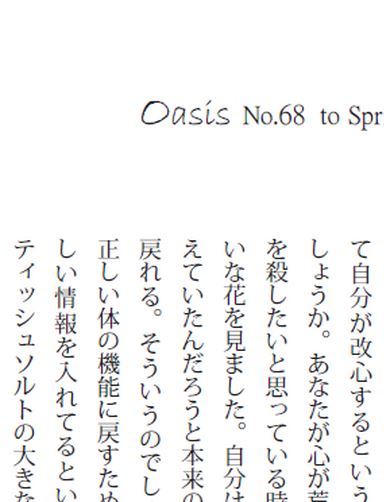 Oasis No.68 to Spr
て自分が改心するという
しょうか。あなたが心が荒
を殺したいと思っている時
いな花を見ました。自分は
えていたんだろうと本来の
戻れる。そういうのでし
正しい体の機能に戻すため
しい情報を入れてるとい
ティッシュソルトの大きな